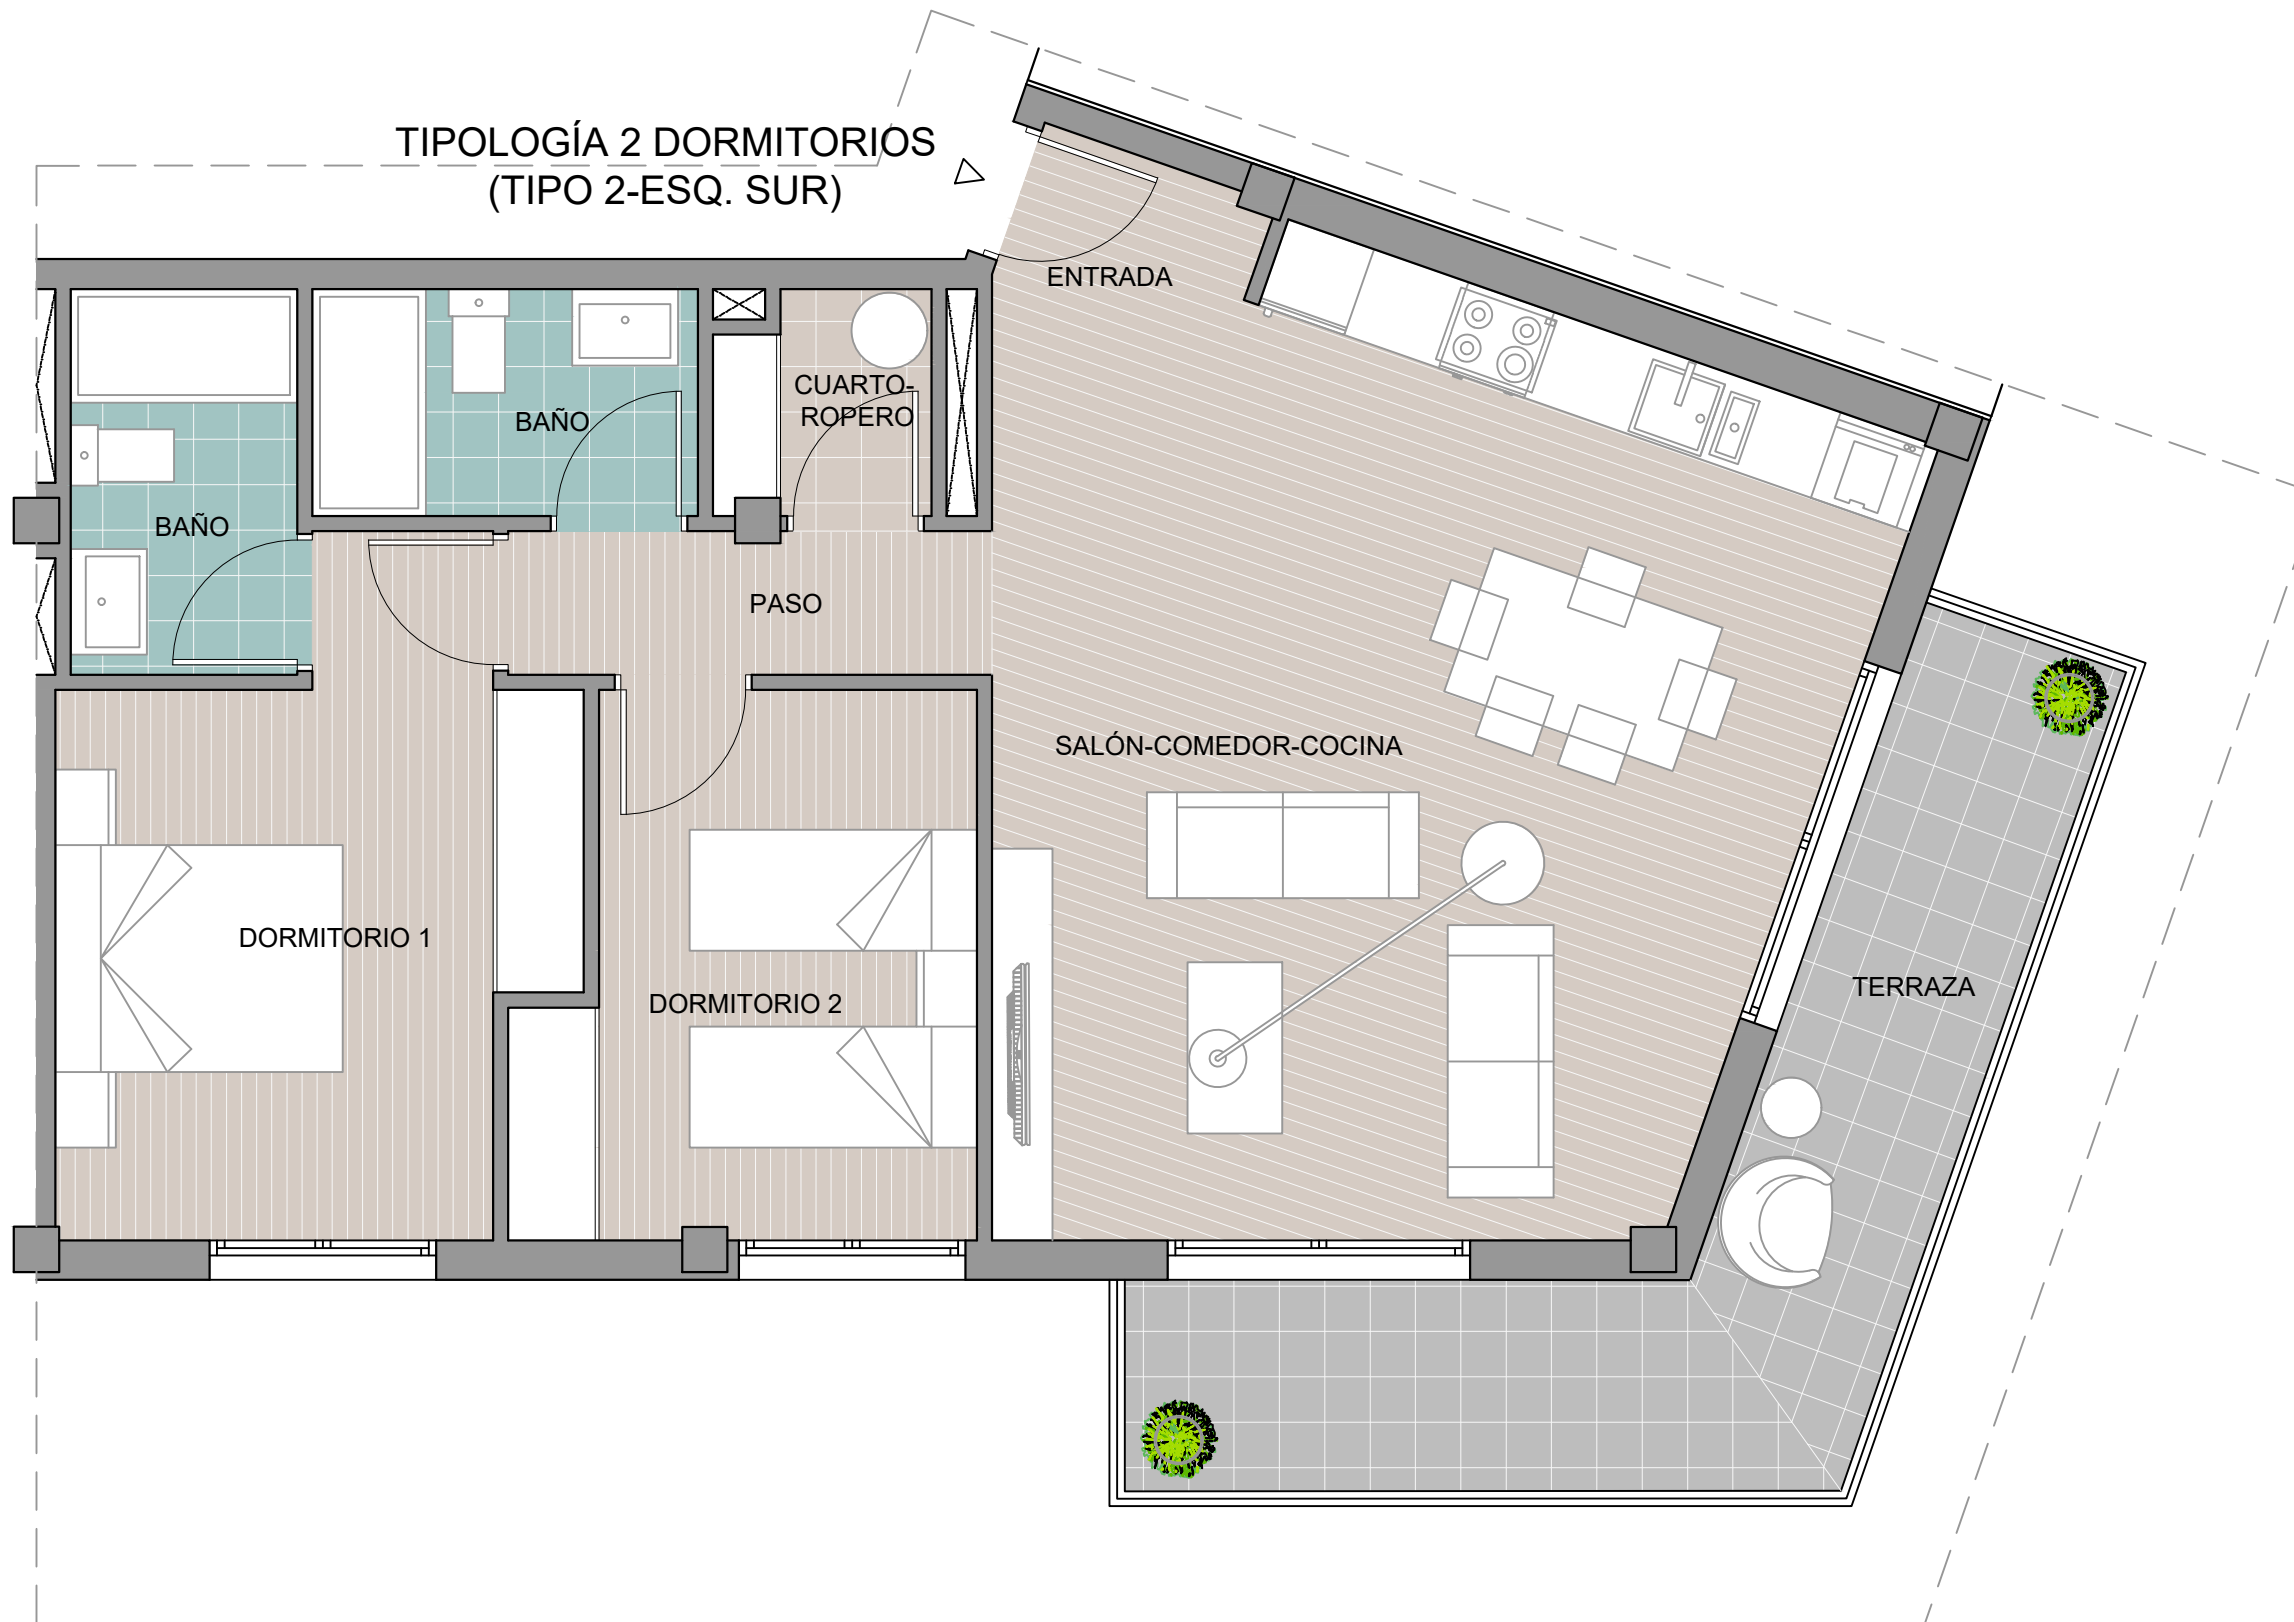 TIPOLOGÍA 2 DORMITORIOS
(TIPO 2-ESQ. SUR)
ENTRADA
CUARTO-
ROPERO
BAÑO
BAÑO
PASO
SALÓN-COMEDOR-COCINA
DORMITORIO 1
DORMITORIO 2
TERRAZA